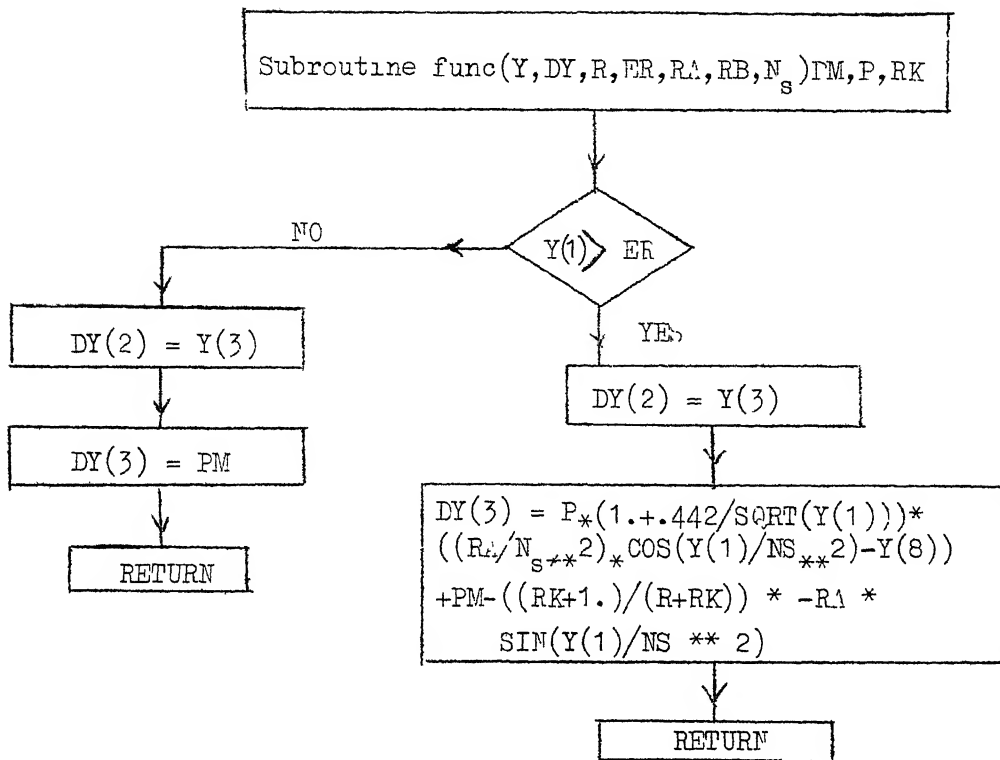 Subroutine func(Y,DY,R,ER,RA,RB,N_s)PM,P,RK
Y(1)> ER
NO
YES
DY(2) = Y(3)
DY(3) = PM
RETURN
DY(2) = Y(3)
DY(3) = P*(1.+.442/SQRT(Y(1)))*
((RA/N_s**2)*COS(Y(1)/NS**2)-Y(8))
+PM-((RK+1.)/(R+RK)) * -RA *
SIN(Y(1)/NS ** 2)
RETURN